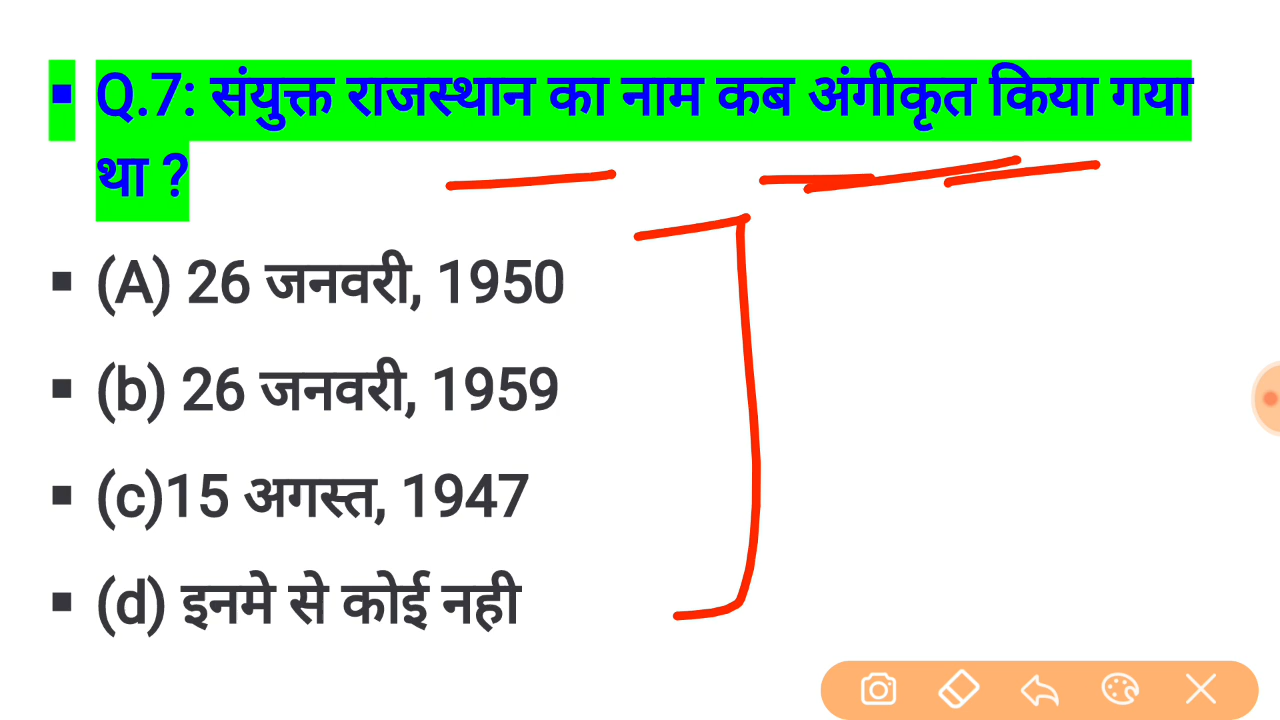 ▪ Q.7: संयुक्त राजस्थान का नाम कब अंगीकृत किया गया
था ?
▪ (A) 26 जनवरी, 1950
▪ (b) 26 जनवरी, 1959
▪ (c)15 अगस्त, 1947
▪ (d) इनमे से कोई नही